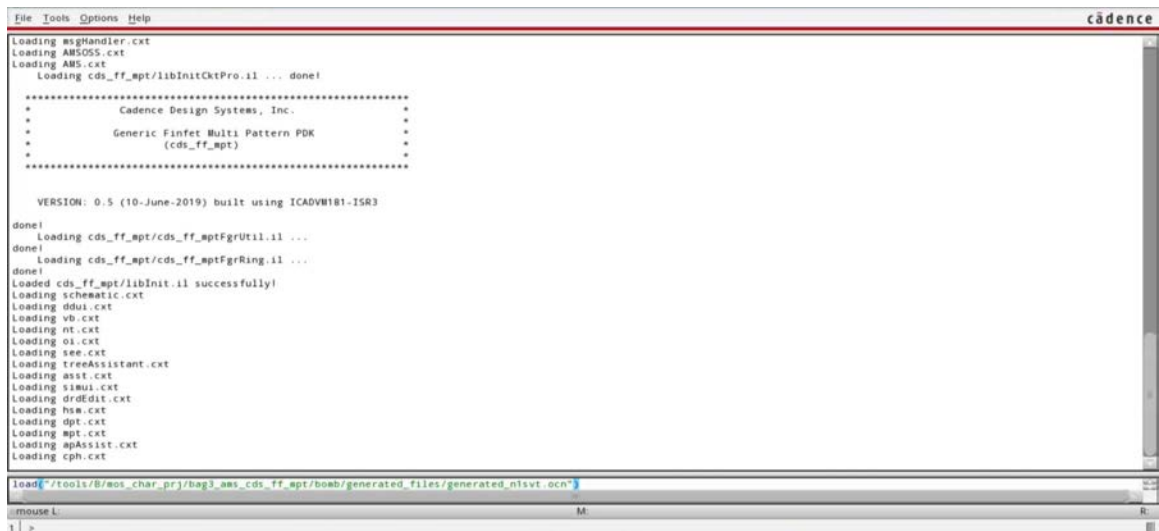 File Tools Options Help
cādence
Loading msgHandler.cxt
Loading AMSOSS.cxt
Loading AMS.cxt
Loading cds_ff_mpt/libInitCktPro.il ... done!
*************************************************************
* Cadence Design Systems, Inc. *
* *
* Generic Finfet Multi Pattern PDK *
* (cds_ff_mpt) *
* *
*************************************************************
VERSION: 0.5 (10-June-2019) built using ICADVM181-ISR3
done!
Loading cds_ff_mpt/cds_ff_mptFgrUtil.il ...
done!
Loading cds_ff_mpt/cds_ff_mptFgrRing.il ...
done!
Loaded cds_ff_mpt/libInit.il successfully!
Loading schematic.cxt
Loading ddui.cxt
Loading vb.cxt
Loading nt.cxt
Loading oi.cxt
Loading see.cxt
Loading treeAssistant.cxt
Loading asst.cxt
Loading simui.cxt
Loading drdEdit.cxt
Loading hsm.cxt
Loading dpt.cxt
Loading mpt.cxt
Loading apAssist.cxt
Loading cph.cxt
load("/tools/B/mos_char_prj/bag3_ams_cds_ff_mpt/bomb/generated_files/generated_n1svt.ocn")
mouse L: M: R:
1 >